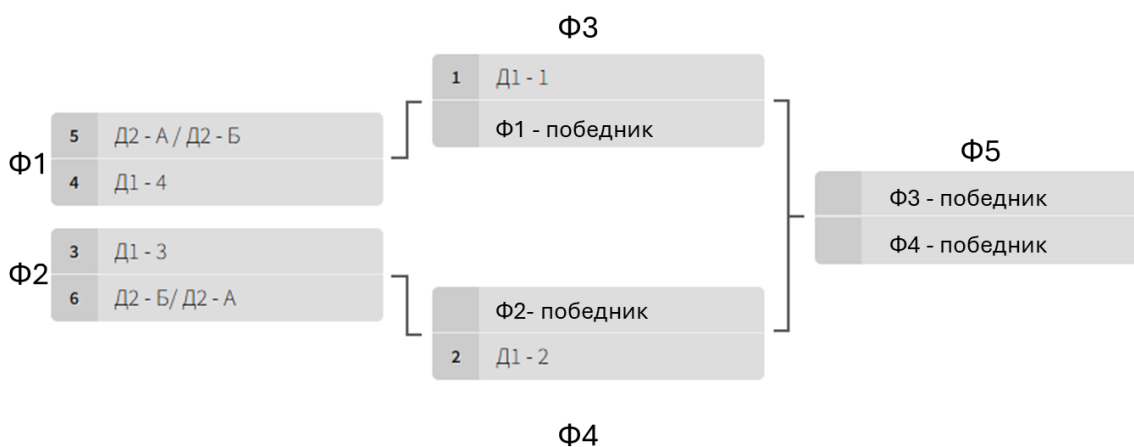 Ф3
1 Д1 - 1
Ф1 - победник
Ф1
5 Д2 - А / Д2 - Б
4 Д1 - 4
Ф2
3 Д1 - 3
6 Д2 - Б/ Д2 - А
Ф2- победник
2 Д1 - 2
Ф4
Ф5
Ф3 - победник
Ф4 - победник